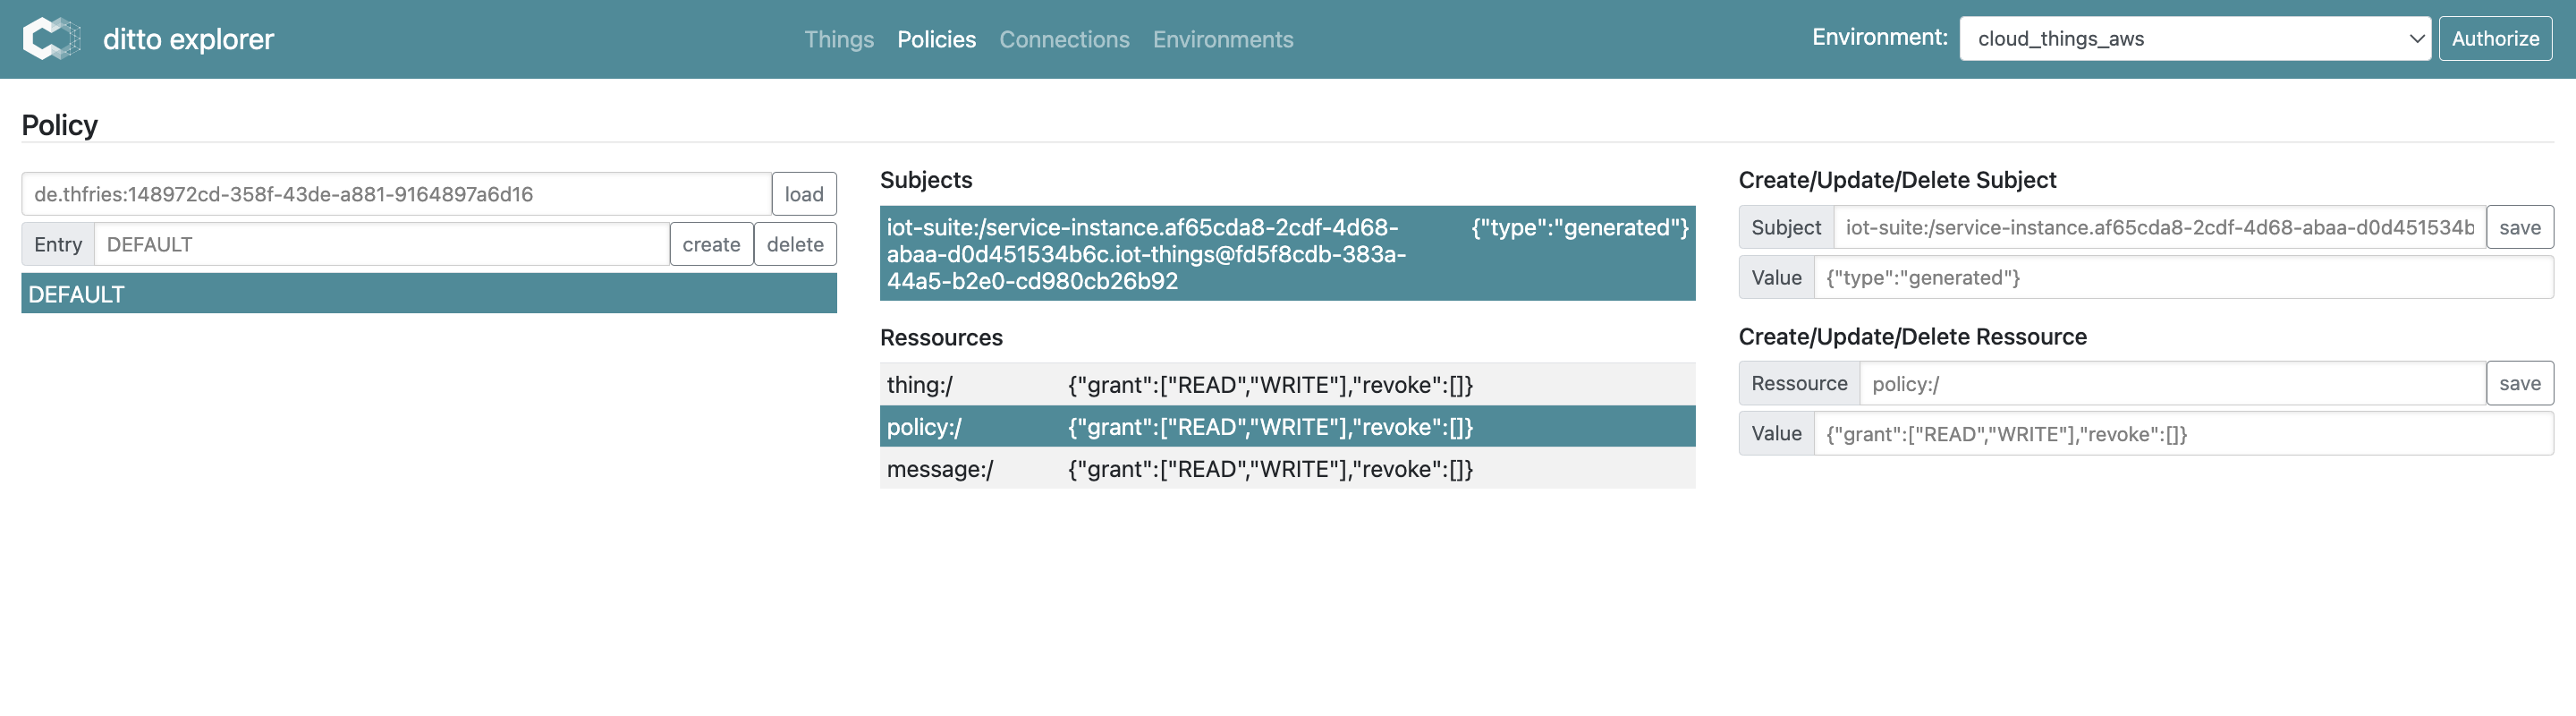 ditto explorer
Things Policies Connections Environments
Environment: cloud_things_aws Authorize
Policy
de.thfries:148972cd-358f-43de-a881-9164897a6d16 load
Entry DEFAULT create delete
DEFAULT
Subjects
iot-suite:/service-instance.af65cda8-2cdf-4d68- {"type":"generated"}
abaa-d0d451534b6c.iot-things@fd5f8cdb-383a-
44a5-b2e0-cd980cb26b92
Ressources
thing:/ {"grant":["READ","WRITE"],"revoke":[]}
policy:/ {"grant":["READ","WRITE"],"revoke":[]}
message:/ {"grant":["READ","WRITE"],"revoke":[]}
Create/Update/Delete Subject
Subject iot-suite:/service-instance.af65cda8-2cdf-4d68-abaa-d0d451534b save
Value {"type":"generated"}
Create/Update/Delete Ressource
Ressource policy:/ save
Value {"grant":["READ","WRITE"],"revoke":[]}